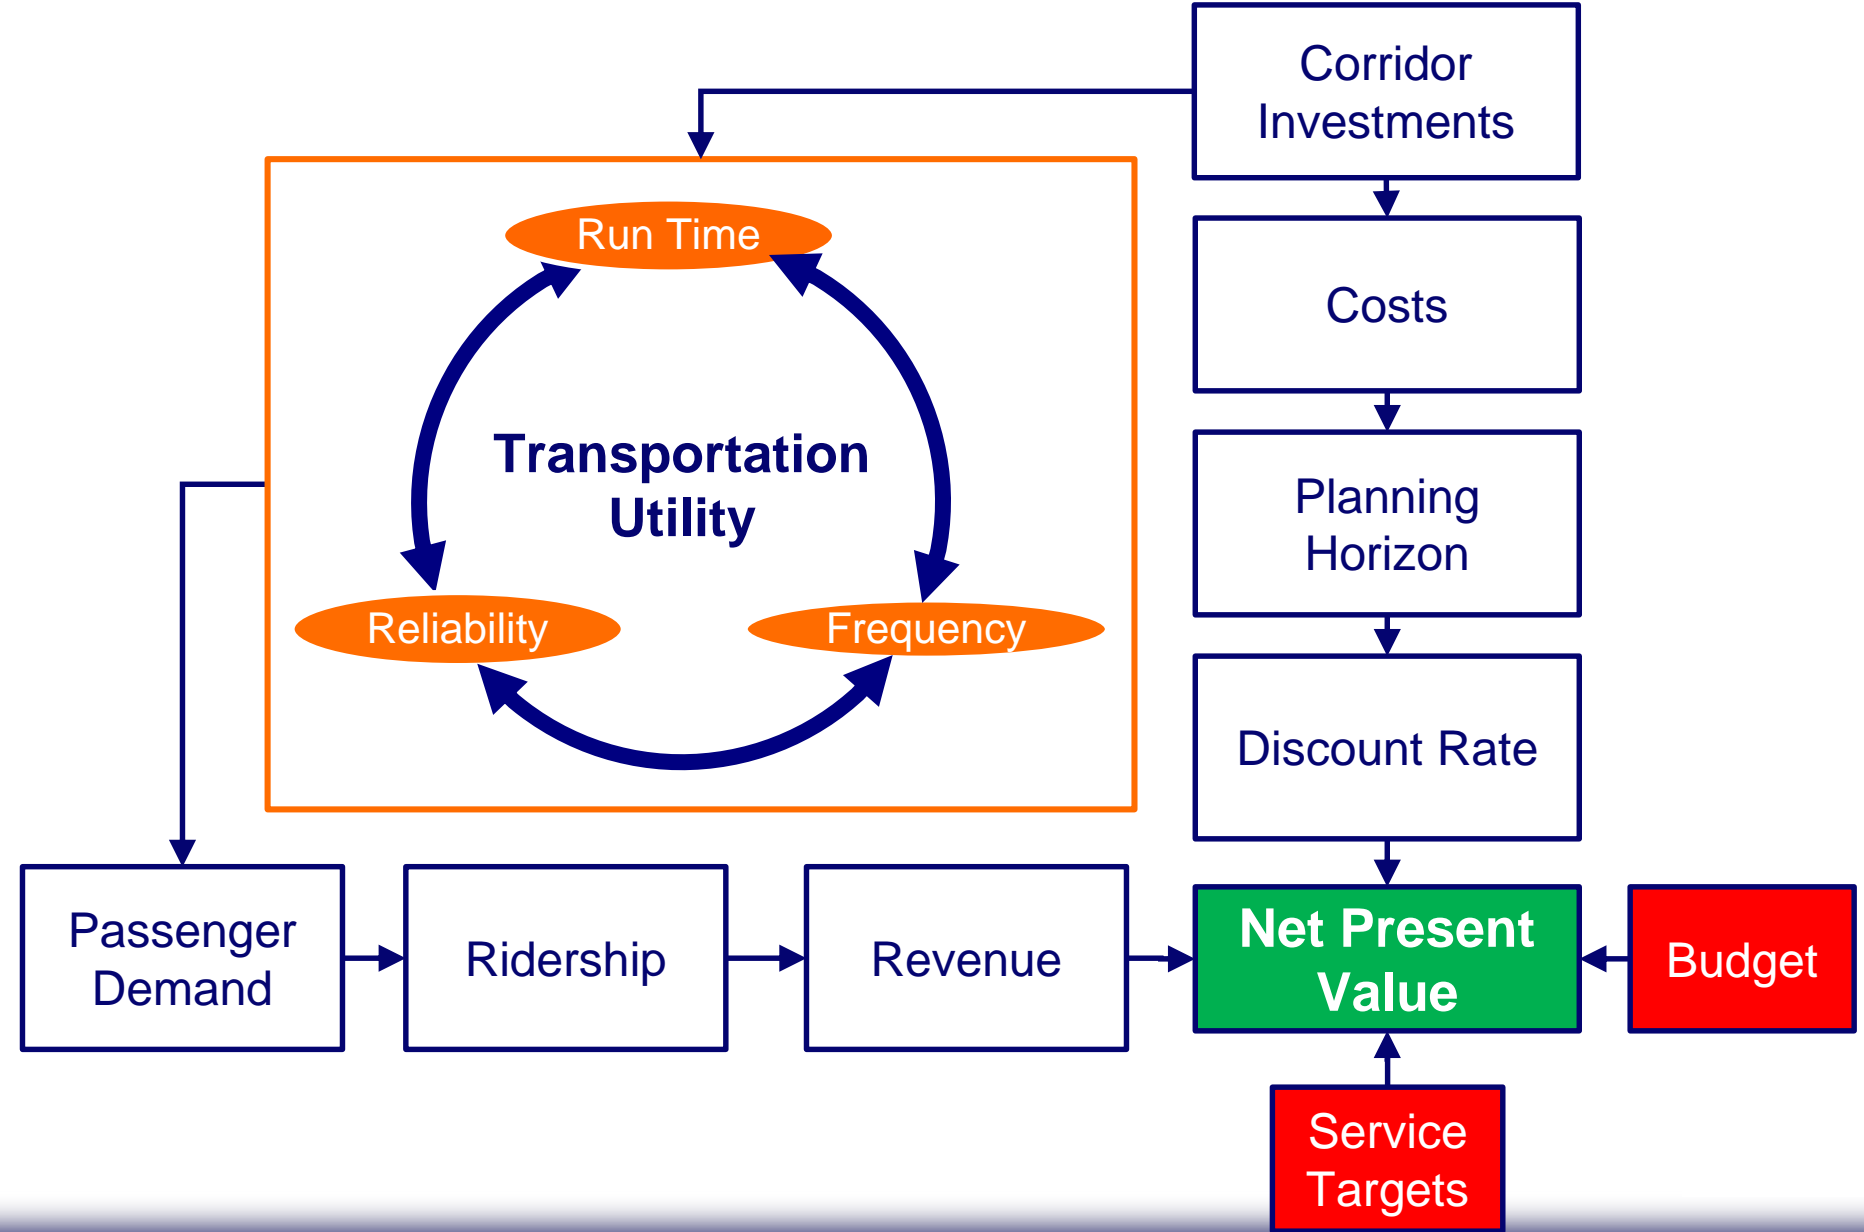 Corridor
Investments
Run Time
Costs
Transportation
Utility
Planning
Horizon
Reliability
Frequency
Discount Rate
Passenger
Demand
Ridership
Revenue
Net Present
Value
Budget
Service
Targets